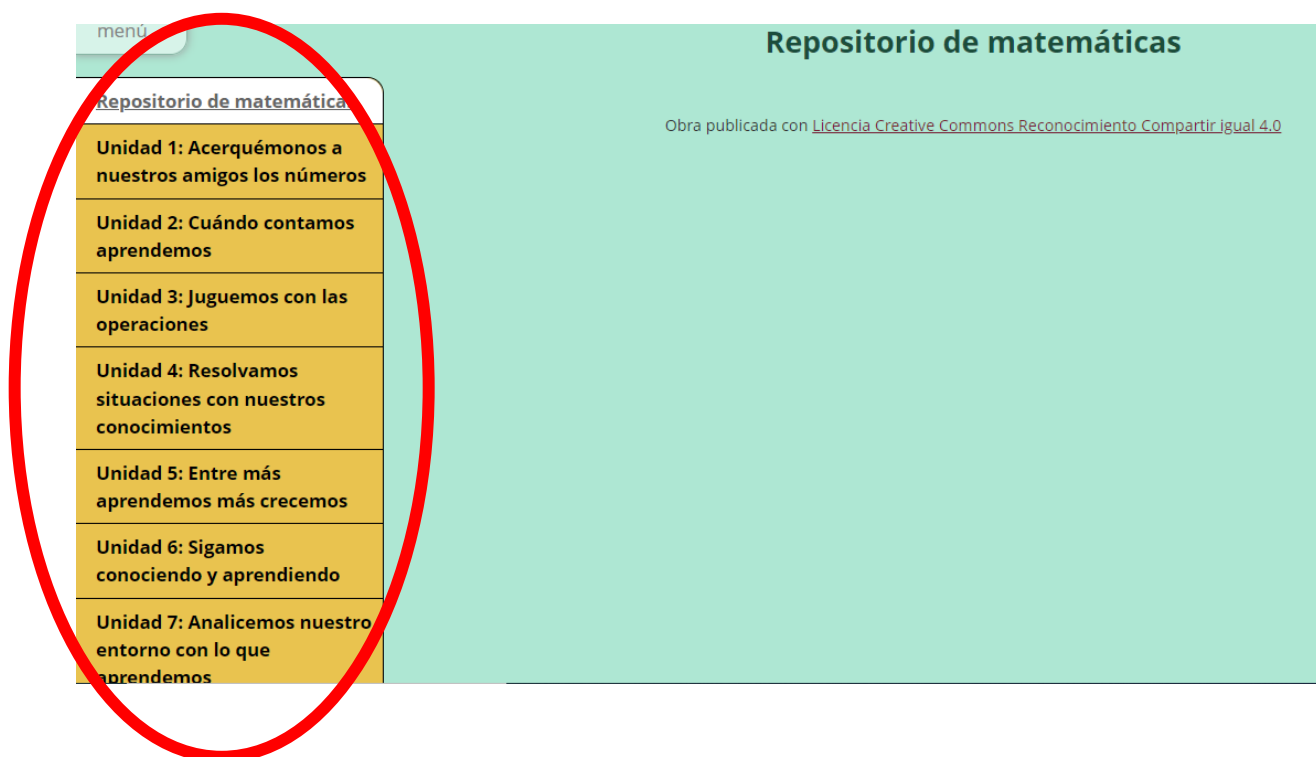 menú
Repositorio de matemáticas
Repositorio de matemáticas
Obra publicada con Licencia Creative Commons Reconocimiento Compartir igual 4.0
Unidad 1: Acerquémonos a
nuestros amigos los números
Unidad 2: Cuándo contamos
aprendemos
Unidad 3: Juguemos con las
operaciones
Unidad 4: Resolvamos
situaciones con nuestros
conocimientos
Unidad 5: Entre más
aprendemos más crecemos
Unidad 6: Sigamos
conociendo y aprendiendo
Unidad 7: Analicemos nuestro
entorno con lo que
aprendemos